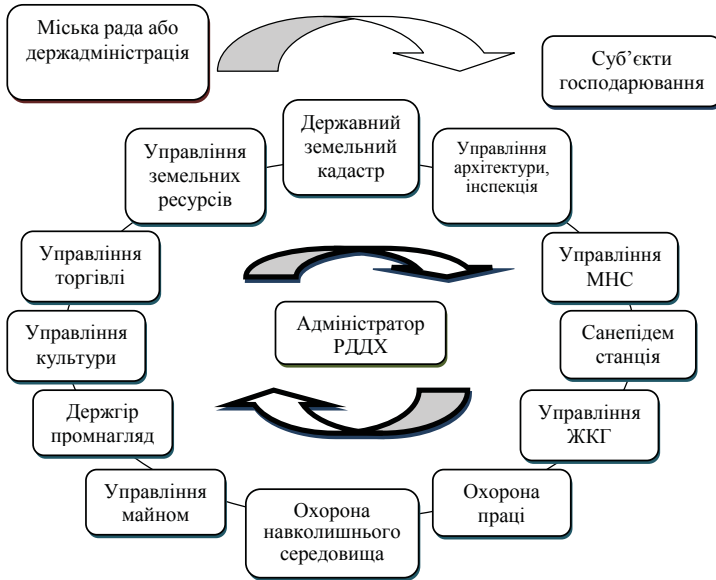 Міська рада або
держадміністрація
Суб’єкти
господарювання
Державний
земельний
кадастр
Управління
земельних
ресурсів
Управління
архітектури,
інспекція
Управління
торгівлі
Управління
МНС
Адміністратор
РДДХ
Управління
культури
Санепідем
станція
Держгір
промнагляд
Управління
ЖКГ
Управління
майном
Охорона
навколишнього
середовища
Охорона
праці